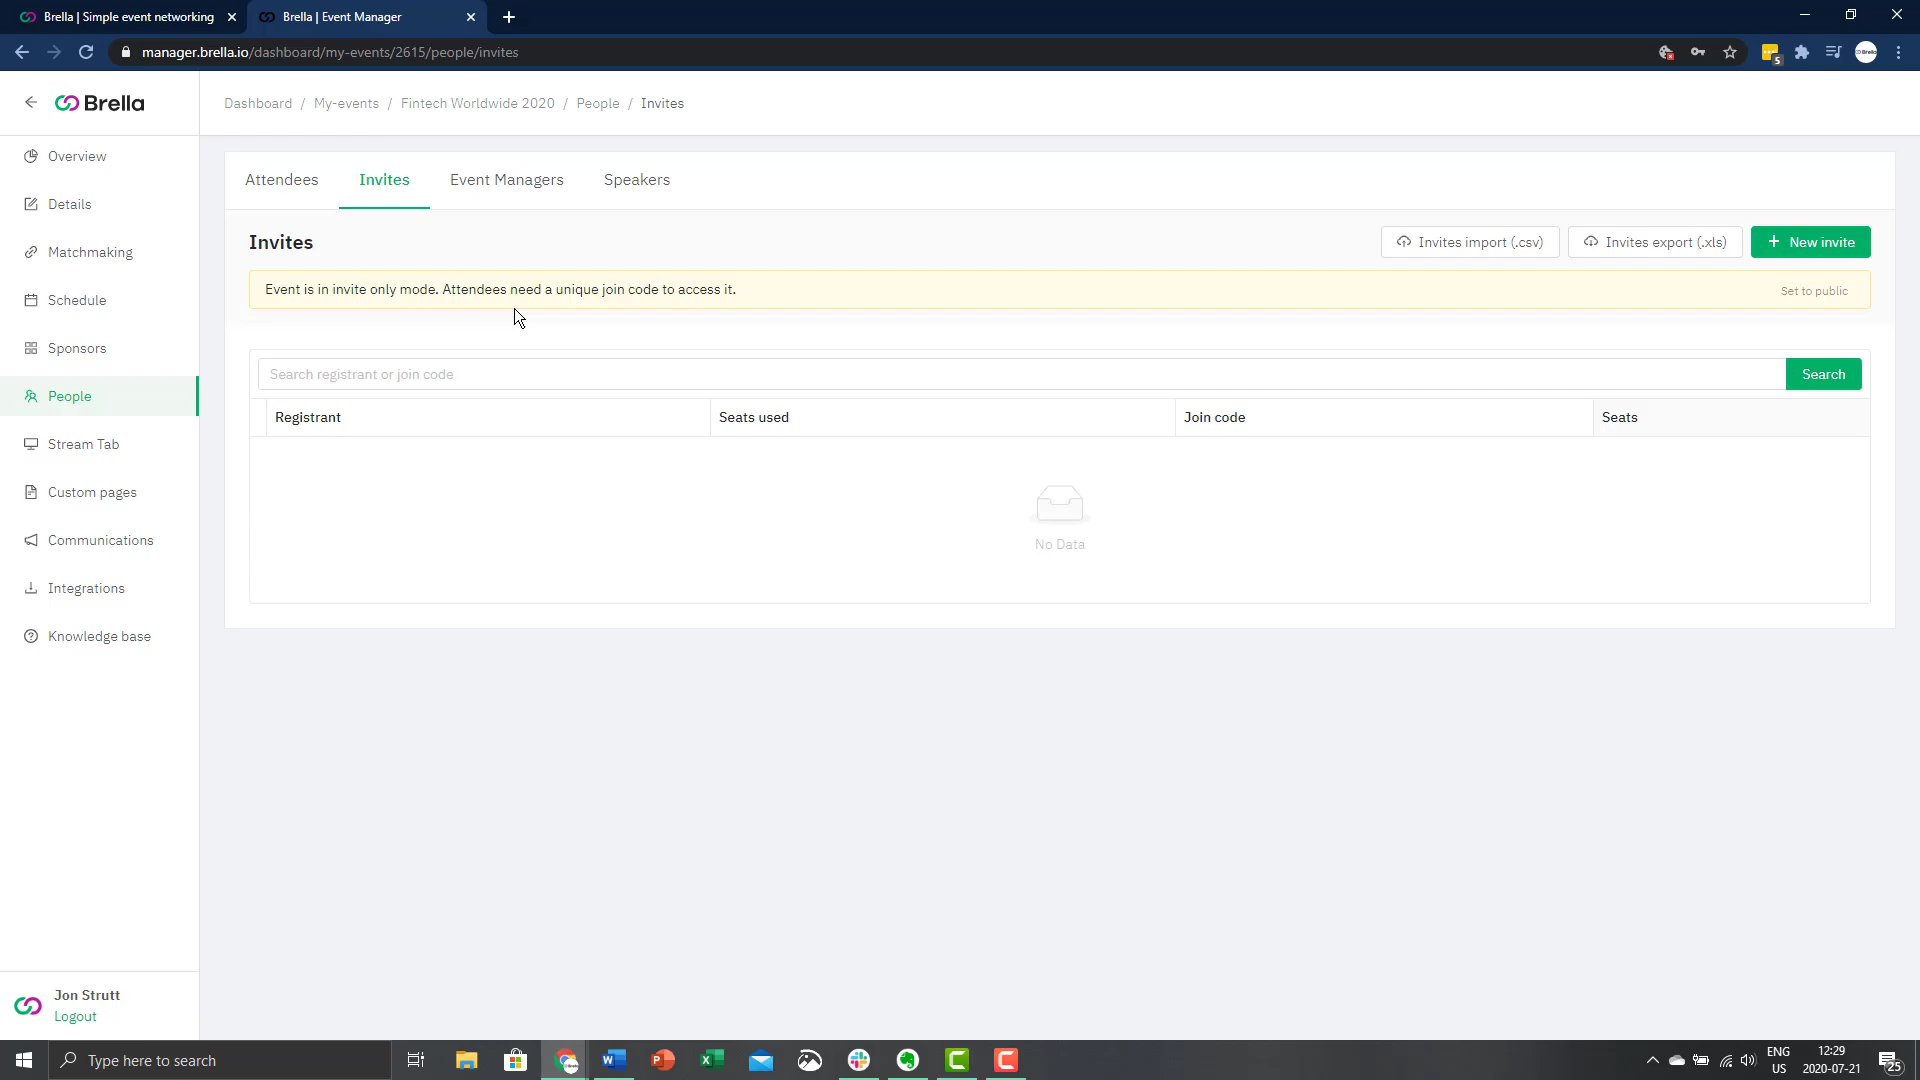 Brella | Simple event networking
Brella | Event Manager
manager.brella.io/dashboard/my-events/2615/people/invites
5
Brella
Dashboard / My-events / Fintech Worldwide 2020 / People / Invites
Overview
Details
Matchmaking
Schedule
Sponsors
People
Stream Tab
Custom pages
Communications
Integrations
Knowledge base
Attendees
Invites
Event Managers
Speakers
Invites
Invites import (.csv)
Invites export (.xls)
+ New invite
Event is in invite only mode. Attendees need a unique join code to access it.
Set to public
Search registrant or join code
Search
Registrant
Seats used
Join code
Seats
No Data
Jon Strutt
Logout
Type here to search
ENG
US
12:29
2020-07-21
25